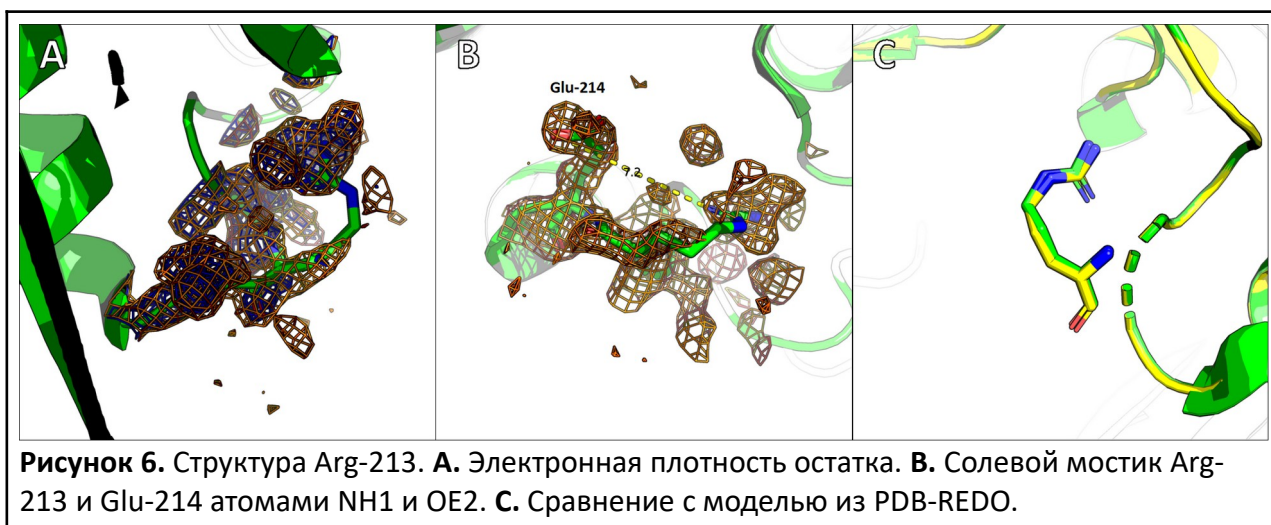 A
B
C
Glu-214
7.2
Рисунок 6. Структура Arg-213. A. Электронная плотность остатка. B. Солевой мостик Arg-
213 и Glu-214 атомами NH1 и OE2. C. Сравнение с моделью из PDB-REDO.